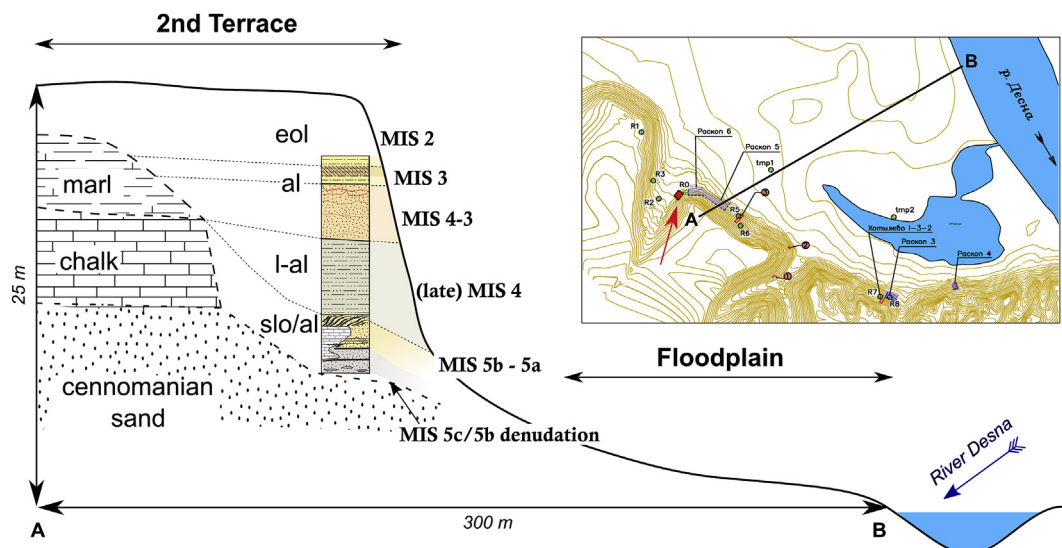 2nd Terrace
eol
MIS 2
al
MIS 3
marl
MIS 4-3
chalk
l-al
(late) MIS 4
slo/al
MIS 5b - 5a
cennomanian
sand
MIS 5c/5b denudation
25 m
A
300 m
B
Floodplain
River Desna
B
р. Десна
R1
Раскоп 6
Раскоп 5
tmp1
R3
R0
R2
A
R5
R6
tmp2
Хотылево I-3-2
Раскоп 3
Раскоп 4
R7
R8